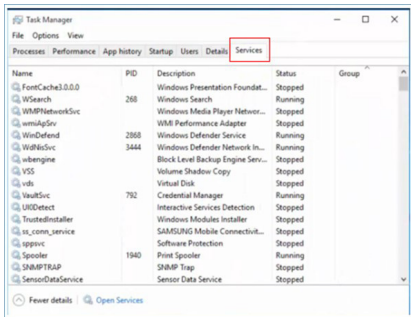 Task Manager
File Options View
Processes Performance App history Startup Users Details Services
Name PID Description Status Group
FontCache3.0.0.0 Windows Presentation Foundat... Stopped
WSearch 268 Windows Search Running
WMPNetworkSvc Windows Media Player Networ... Stopped
wmiApSrv WMI Performance Adapter Stopped
WinDefend 2868 Windows Defender Service Running
WdNisSvc 3444 Windows Defender Network In... Running
wbengine Block Level Backup Engine Serv... Stopped
VSS Volume Shadow Copy Stopped
vds Virtual Disk Stopped
VaultSvc 792 Credential Manager Running
UI0Detect Interactive Services Detection Stopped
TrustedInstaller Windows Modules Installer Stopped
ss_conn_service SAMSUNG Mobile Connectivit... Stopped
sppsvc Software Protection Stopped
Spooler 1940 Print Spooler Running
SNMPTRAP SNMP Trap Stopped
SensorDataService Sensor Data Service Stopped
Fewer details Open Services